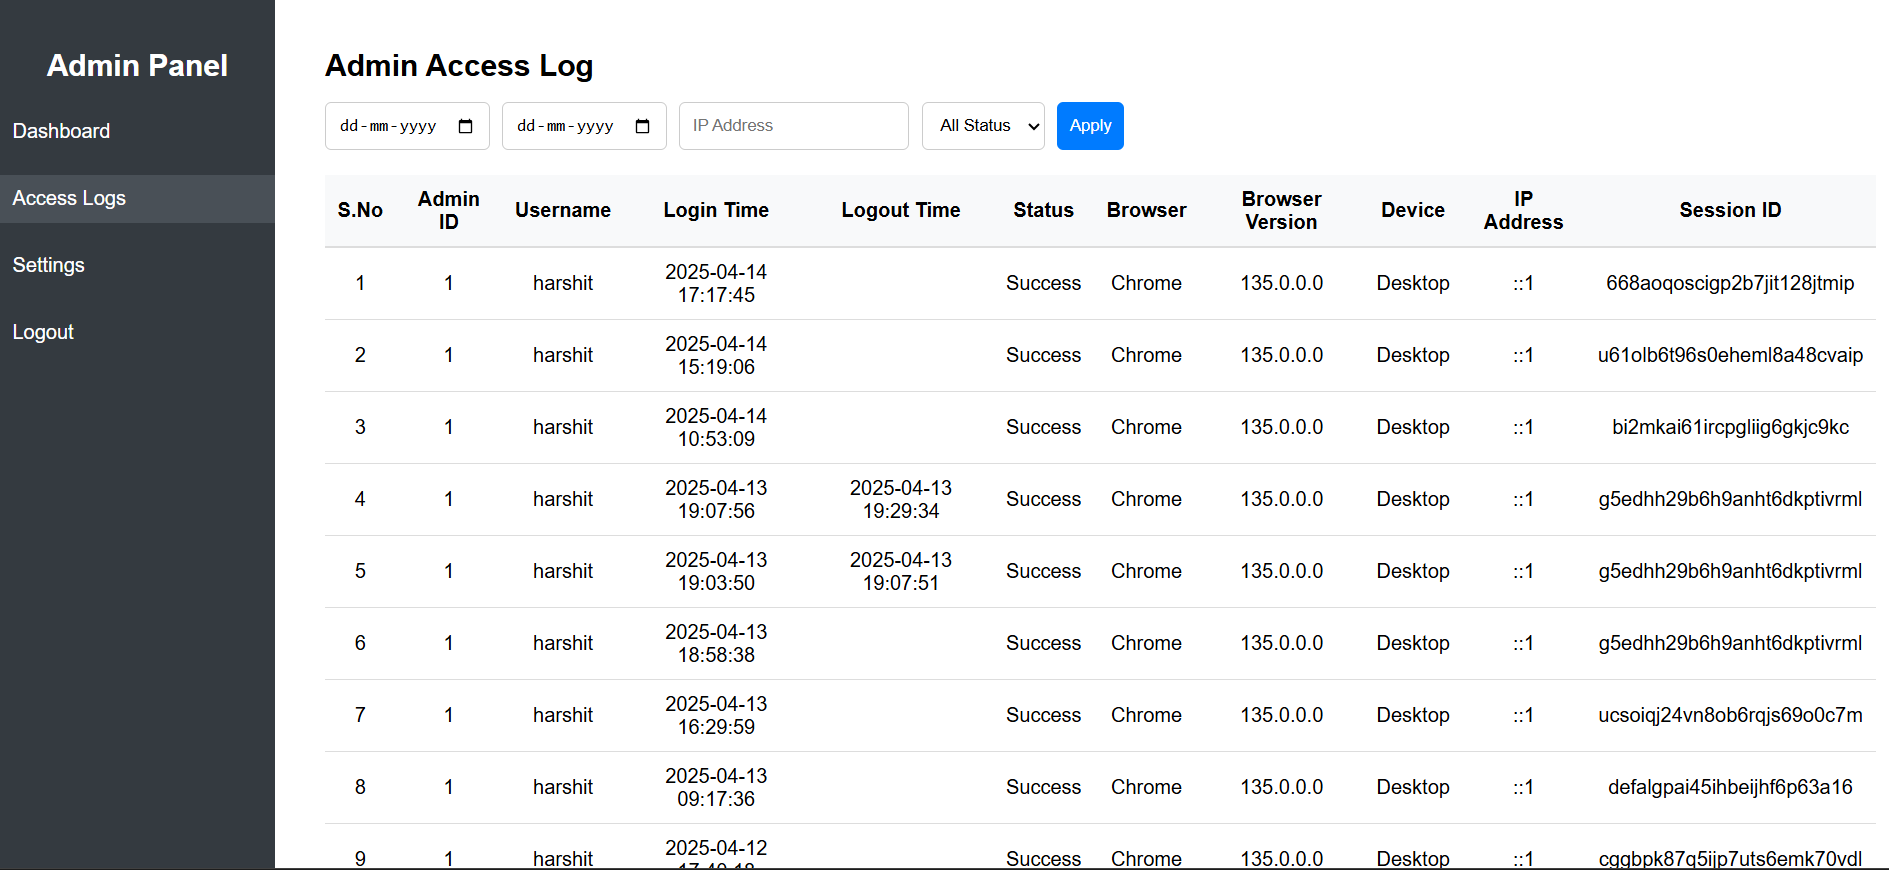 Admin Panel
Dashboard
Access Logs
Settings
Logout
Admin Access Log
dd-mm-yyyy dd-mm-yyyy IP Address All Status Apply
S.No Admin ID Username Login Time Logout Time Status Browser Browser Version Device IP Address Session ID
1 1 harshit 2025-04-14 17:17:45 Success Chrome 135.0.0.0 Desktop ::1 668aoqoscigp2b7jit128jtmip
2 1 harshit 2025-04-14 15:19:06 Success Chrome 135.0.0.0 Desktop ::1 u61olb6t96s0eheml8a48cvaip
3 1 harshit 2025-04-14 10:53:09 Success Chrome 135.0.0.0 Desktop ::1 bi2mkai61ircpgliig6gkjc9kc
4 1 harshit 2025-04-13 19:07:56 2025-04-13 19:29:34 Success Chrome 135.0.0.0 Desktop ::1 g5edhh29b6h9anht6dkptivrml
5 1 harshit 2025-04-13 19:03:50 2025-04-13 19:07:51 Success Chrome 135.0.0.0 Desktop ::1 g5edhh29b6h9anht6dkptivrml
6 1 harshit 2025-04-13 18:58:38 Success Chrome 135.0.0.0 Desktop ::1 g5edhh29b6h9anht6dkptivrml
7 1 harshit 2025-04-13 16:29:59 Success Chrome 135.0.0.0 Desktop ::1 ucsoiqj24vn8ob6rqjs69o0c7m
8 1 harshit 2025-04-13 09:17:36 Success Chrome 135.0.0.0 Desktop ::1 defalgpai45ihbeijhf6p63a16
9 1 harshit 2025-04-12 Success Chrome 135.0.0.0 Desktop ::1 cggbpk87q5ijp7uts6emk70vdl